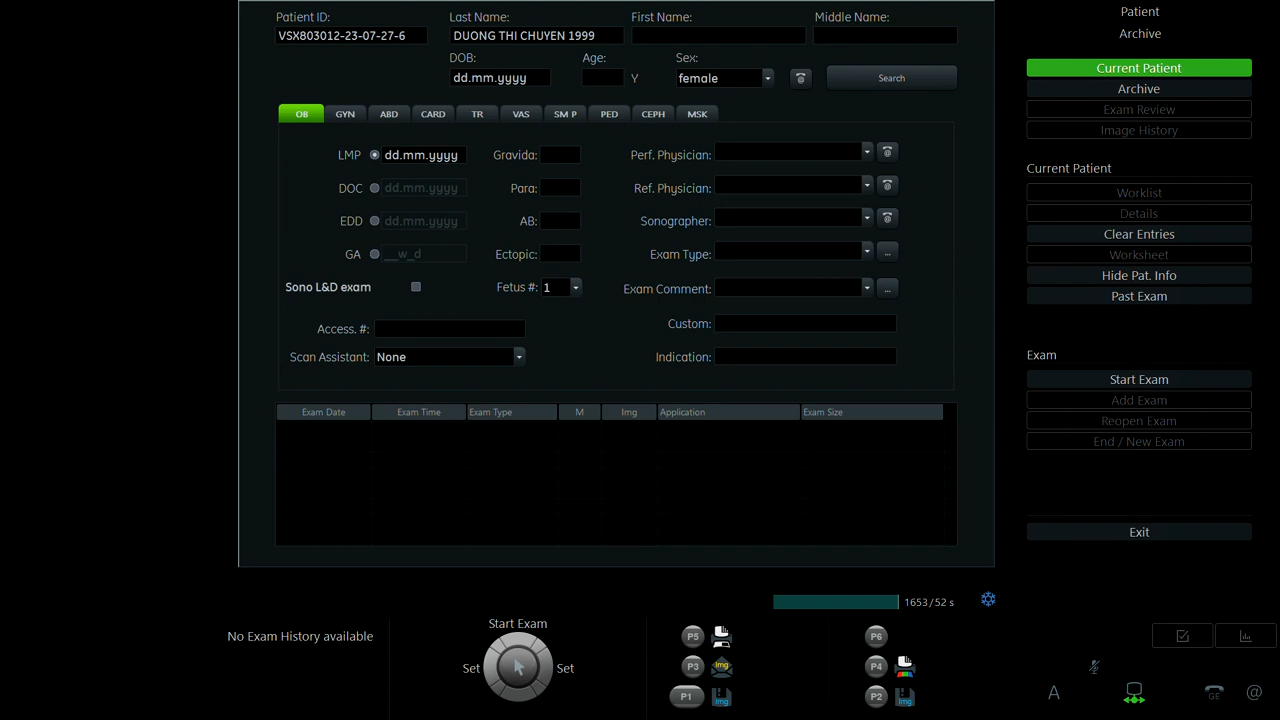 Patient ID: Last Name: First Name: Middle Name:
VSX803012-23-07-27-6 DUONG THI CHUYEN 1999
DOB: Age: Sex:
dd.mm.yyyy Y female Search
OB GYN ABD CARD TR VAS SM P PED CEPH MSK
LMP dd.mm.yyyy Gravida: Perf. Physician:
DOC dd.mm.yyyy Para: Ref. Physician:
EDD dd.mm.yyyy AB: Sonographer:
GA __w_d Ectopic: Exam Type: ...
Sono L&D exam Fetus #: 1 Exam Comment: ...
Access. #: Custom:
Scan Assistant: None Indication:
Exam Date Exam Time Exam Type M Img Application Exam Size
Patient
Archive
Current Patient
Archive
Exam Review
Image History
Current Patient
Worklist
Details
Clear Entries
Worksheet
Hide Pat. Info
Past Exam
Exam
Start Exam
Add Exam
Reopen Exam
End / New Exam
Exit
1653/52 s
No Exam History available
Start Exam
Set Set
P5 P6
P3 Img P4
P1 Img P2 Img
A GE @